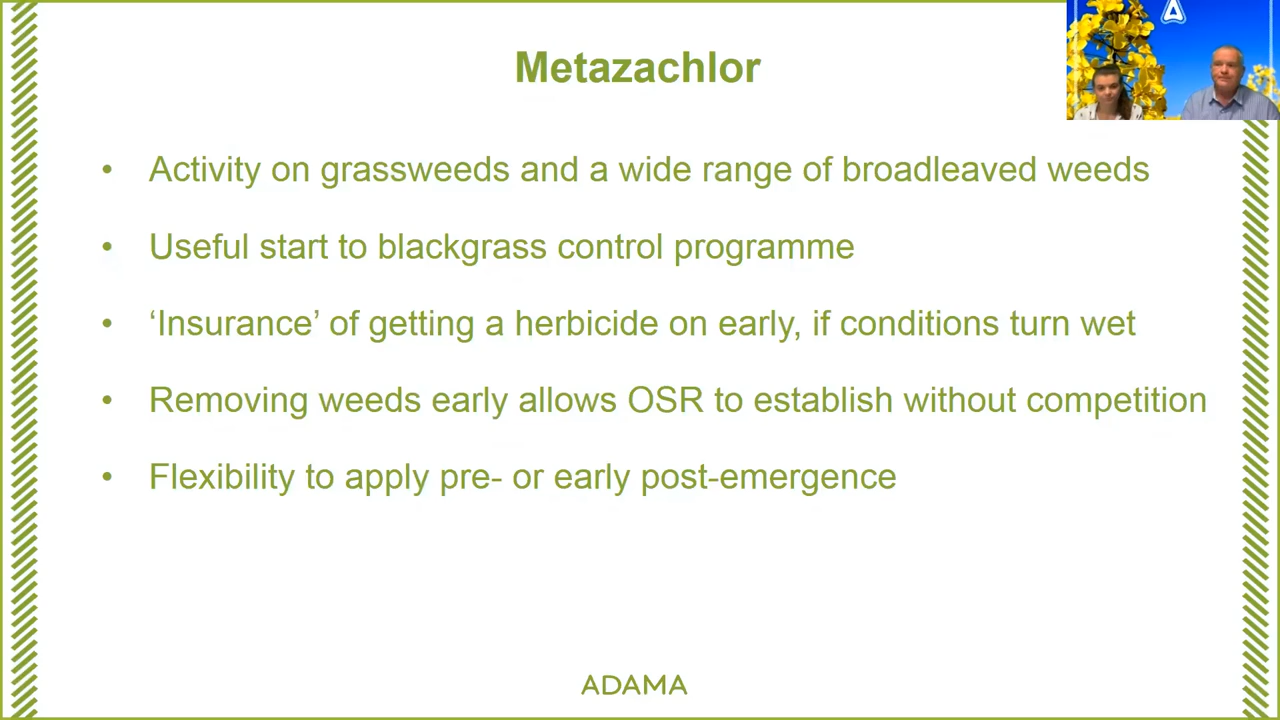 Metazachlor
• Activity on grassweeds and a wide range of broadleaved weeds
• Useful start to blackgrass control programme
• ‘Insurance’ of getting a herbicide on early, if conditions turn wet
• Removing weeds early allows OSR to establish without competition
• Flexibility to apply pre- or early post-emergence
ADAMA